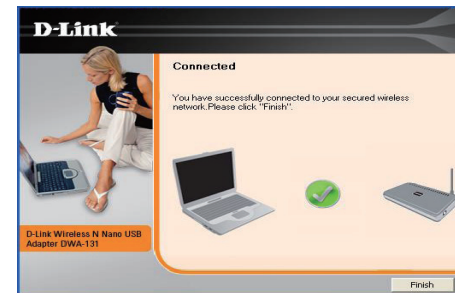 D-Link
Connected
You have successfully connected to your secured wireless
network.Please click "Finish".
D-Link Wireless N Nano USB
Adapter DWA-131
Finish